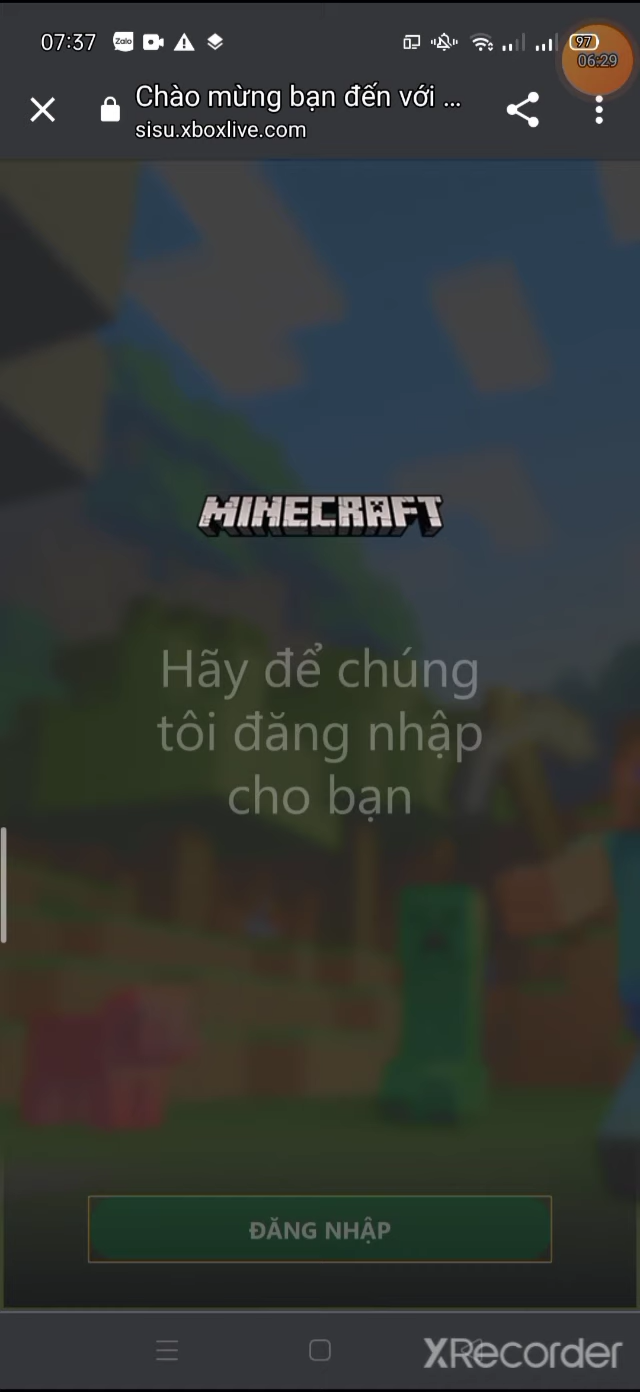 07:37
Zalo
97
06:29
Chào mừng bạn đến với ...
sisu.xboxlive.com
MINECRAFT
Hãy để chúng
tôi đăng nhập
cho bạn
ĐĂNG NHẬP
XRecorder